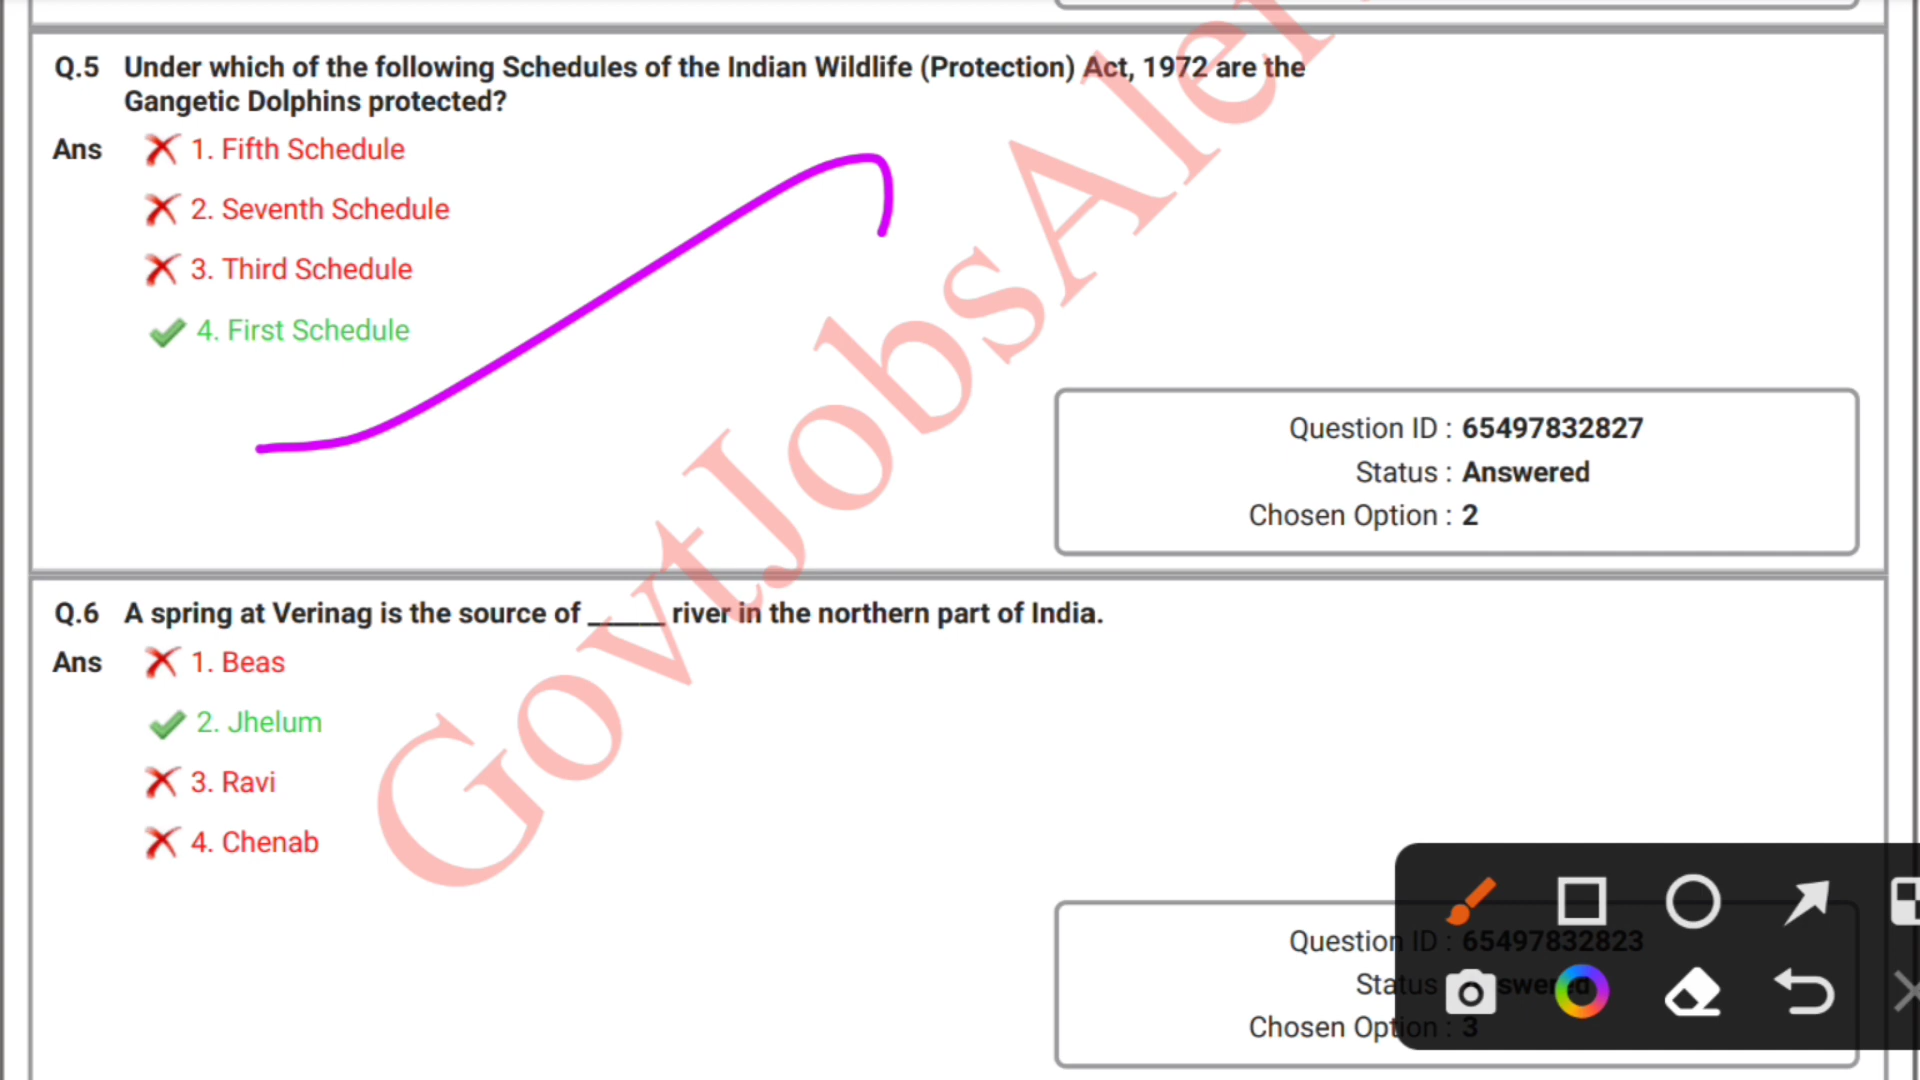 Q.5 Under which of the following Schedules of the Indian Wildlife (Protection) Act, 1972 are the
Gangetic Dolphins protected?
Ans 1. Fifth Schedule
2. Seventh Schedule
3. Third Schedule
4. First Schedule
Question ID : 65497832827
Status : Answered
Chosen Option : 2
Q.6 A spring at Verinag is the source of ______ river in the northern part of India.
Ans 1. Beas
2. Jhelum
3. Ravi
4. Chenab
Question ID : 65497832823
Status
Chosen Option : 3
GovtJobsAler